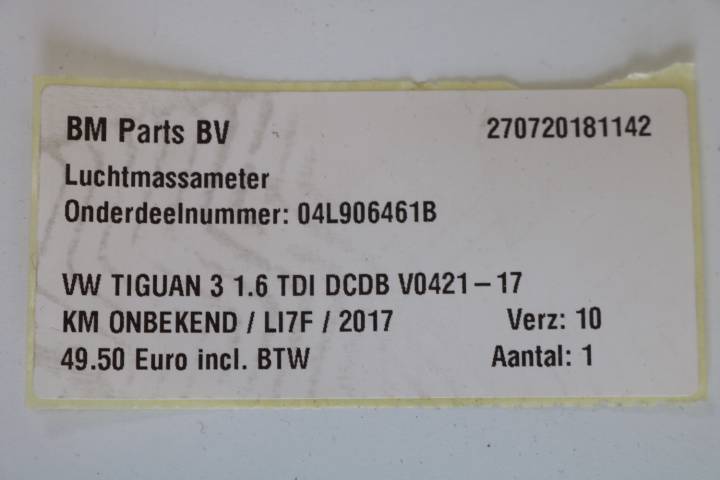 BM Parts BV 270720181142
Luchtmassameter
Onderdeelnummer: 04L906461B
VW TIGUAN 3 1.6 TDI DCDB V0421-17
KM ONBEKEND / LI7F / 2017 Verz: 10
49.50 Euro incl. BTW Aantal: 1